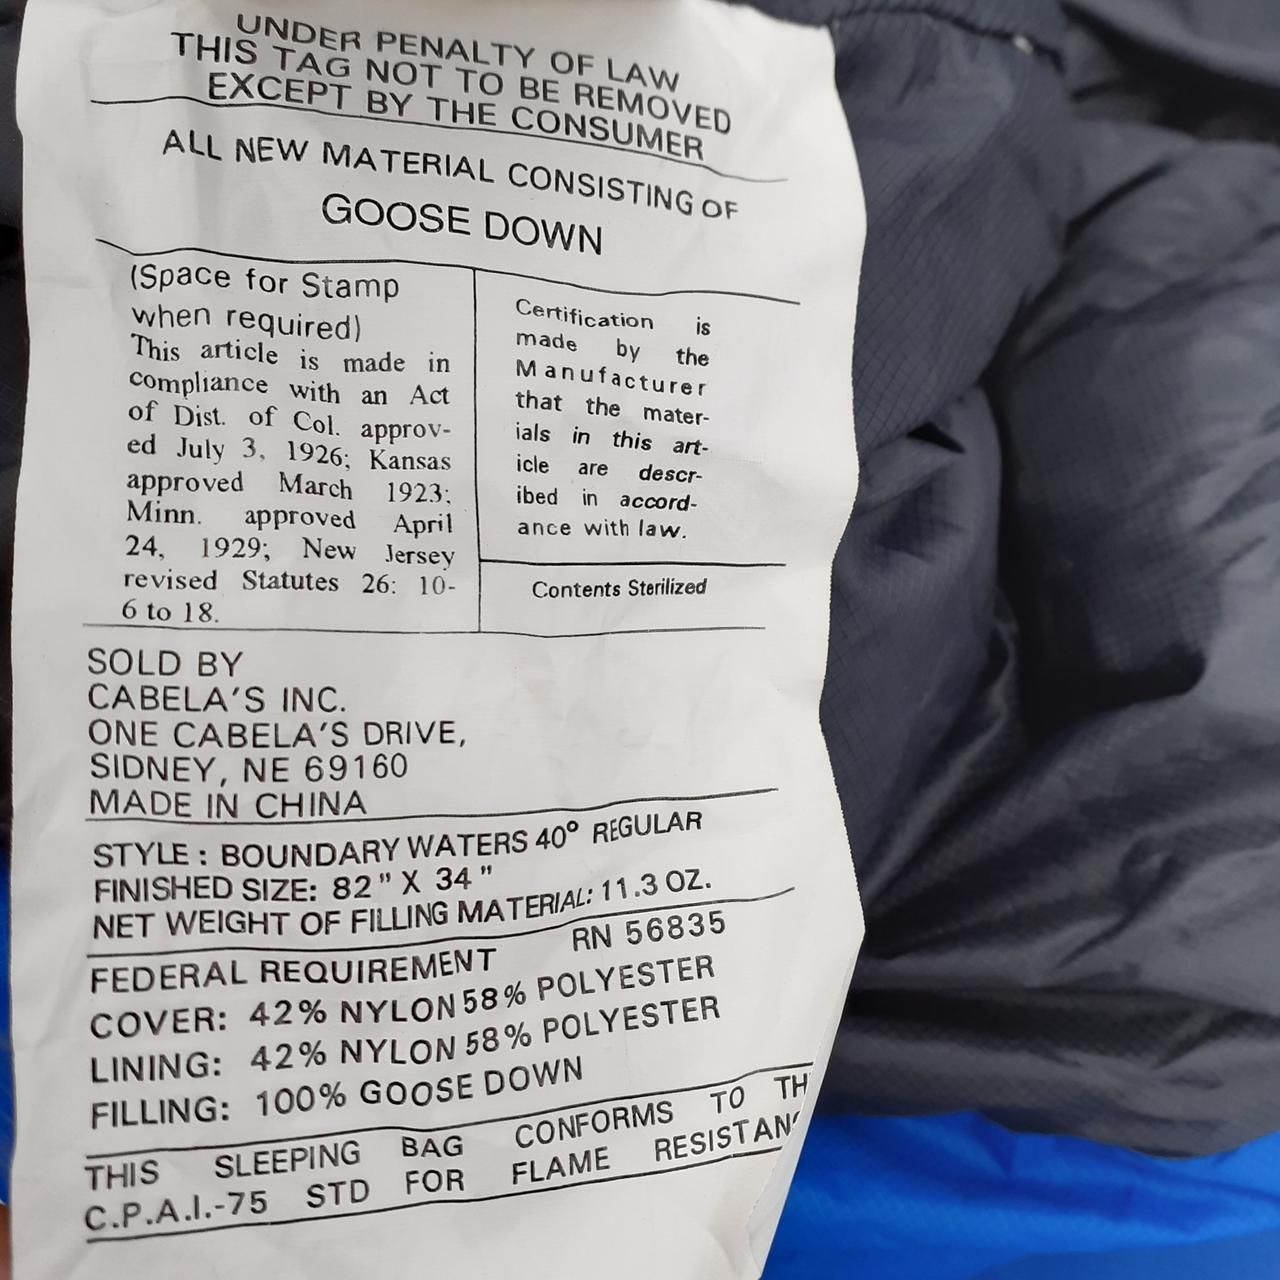 UNDER PENALTY OF LAW
THIS TAG NOT TO BE REMOVED
EXCEPT BY THE CONSUMER
ALL NEW MATERIAL CONSISTING OF
GOOSE DOWN
(Space for Stamp
when required)
This article is made in
compliance with an Act
of Dist. of Col. approv-
ed July 3, 1926; Kansas
approved March 1923;
Minn. approved April
24, 1929; New Jersey
revised Statutes 26: 10-
6 to 18.
Certification is
made by the
Manufacturer
that the mater-
ials in this art-
icle are descr-
ibed in accord-
ance with law.
Contents Sterilized
SOLD BY
CABELA'S INC.
ONE CABELA'S DRIVE,
SIDNEY, NE 69160
MADE IN CHINA
STYLE : BOUNDARY WATERS 40° REGULAR
FINISHED SIZE: 82" X 34"
NET WEIGHT OF FILLING MATERIAL: 11.3 OZ.
FEDERAL REQUIREMENT RN 56835
COVER: 42% NYLON 58% POLYESTER
LINING: 42% NYLON 58% POLYESTER
FILLING: 100% GOOSE DOWN
THIS SLEEPING BAG CONFORMS TO TH
C.P.A.I.-75 STD FOR FLAME RESISTAN